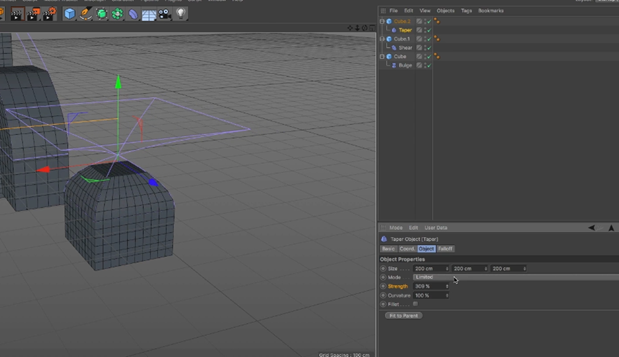 File Edit View Objects Tags Bookmarks
Cube.2
Taper
Cube.1
Shear
Cube
Bulge
Mode Edit User Data
Taper Object [Taper]
Basic Coord. Object Falloff
Object Properties
Size 200 cm 200 cm 200 cm
Mode Limited
Strength
Curvature 100 %
Fillet
Fit to Parent
Grid Spacing : 100 cm